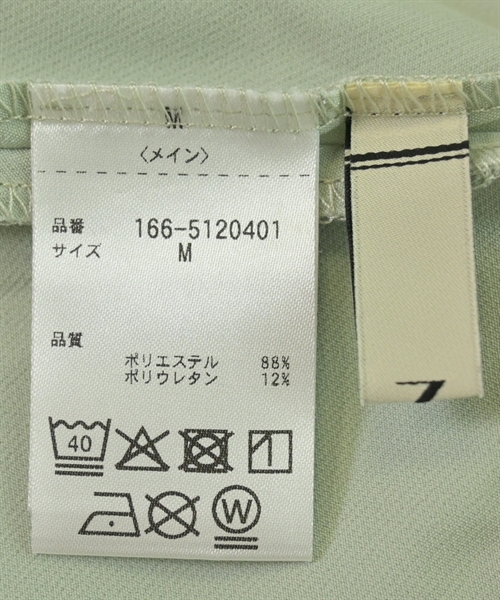 〈メイン〉
品番 166-5120401
サイズ M
品質
ポリエステル 88%
ポリウレタン 12%
40
W